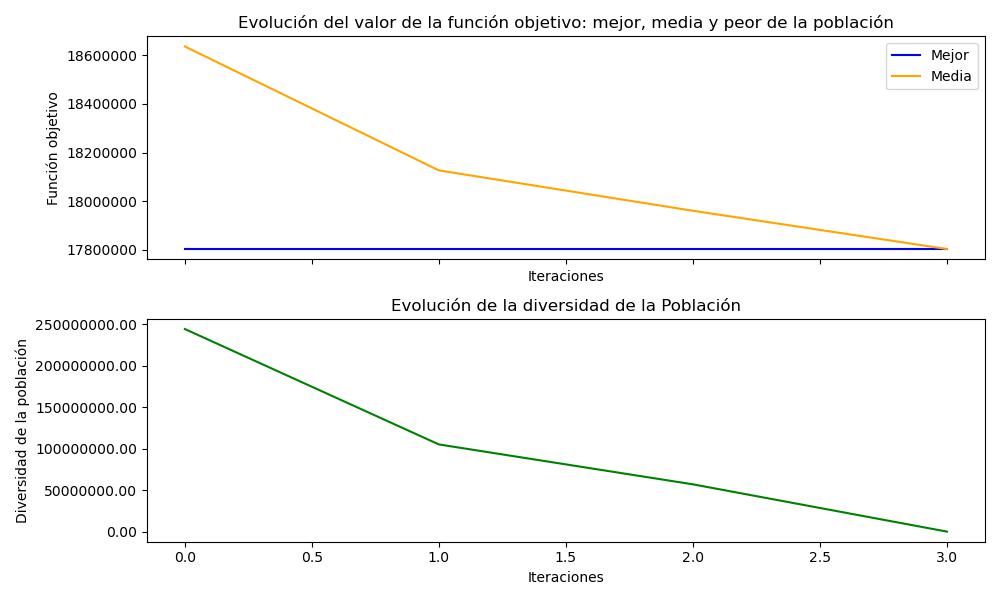 Evolución del valor de la función objetivo: mejor, media y peor de la población
18600000
18400000
18200000
18000000
17800000
Función objetivo
Mejor
Media
Iteraciones
Evolución de la diversidad de la Población
250000000.00
200000000.00
150000000.00
100000000.00
50000000.00
0.00
Diversidad de la población
0.0 0.5 1.0 1.5 2.0 2.5 3.0
Iteraciones